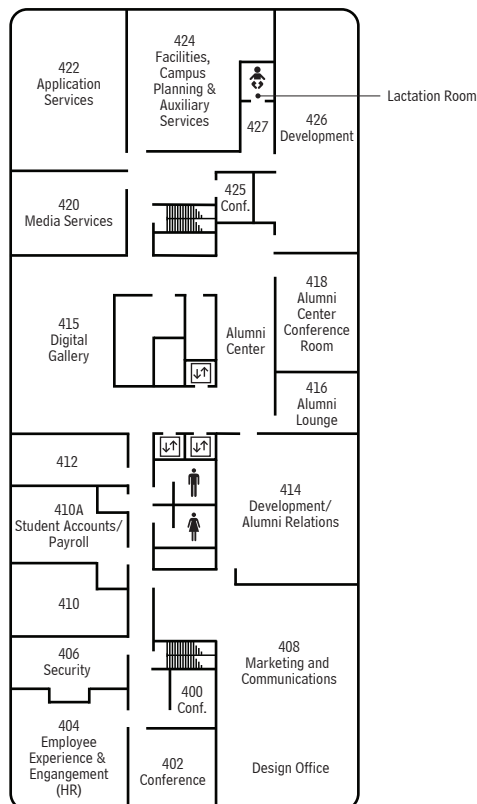 422
Application
Services
424
Facilities,
Campus
Planning &
Auxiliary
Services
Lactation Room
427
426
Development
420
Media Services
425
Conf.
415
Digital
Gallery
Alumni
Center
418
Alumni
Center
Conference
Room
416
Alumni
Lounge
412
410A
Student Accounts/
Payroll
414
Development/
Alumni Relations
410
406
Security
408
Marketing and
Communications
400
Conf.
404
Employee
Experience &
Engangement
(HR)
402
Conference
Design Office